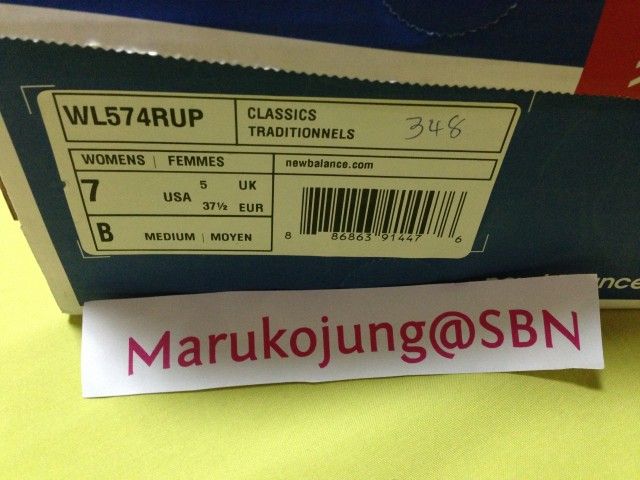 WL574RUP
CLASSICS
TRADITIONNELS
348
WOMENS | FEMMES
newbalance.com
7 USA 5 UK
37½ EUR
B MEDIUM | MOYEN
8 86863 91447 6
Marukojung@SBN